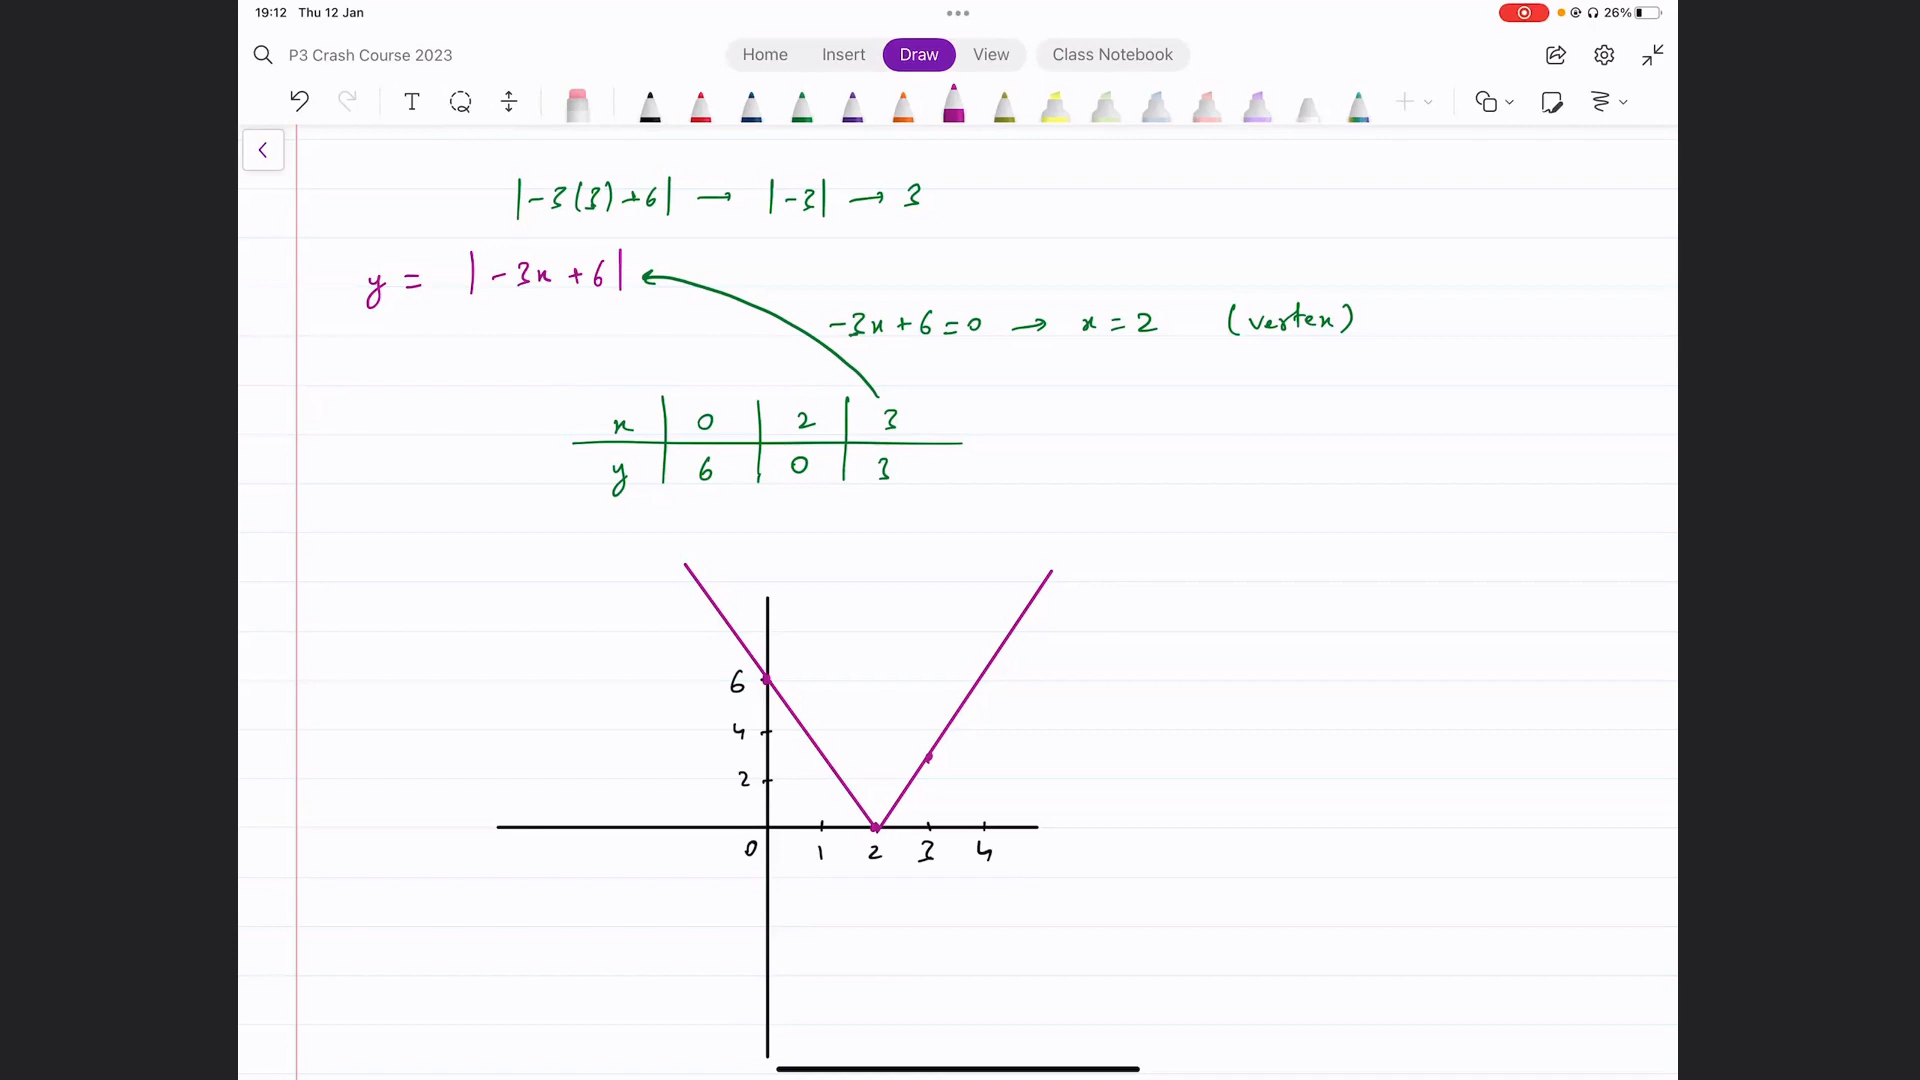 19:12 Thu 12 Jan
26%
P3 Crash Course 2023
Home Insert Draw View Class Notebook
T
|-3(3)+6| → |-3| → 3
y = |-3x+6|
-3x+6=0 → x=2 (vertex)
x 0 2 3
y 6 0 3
6
4
2
0 1 2 3 4